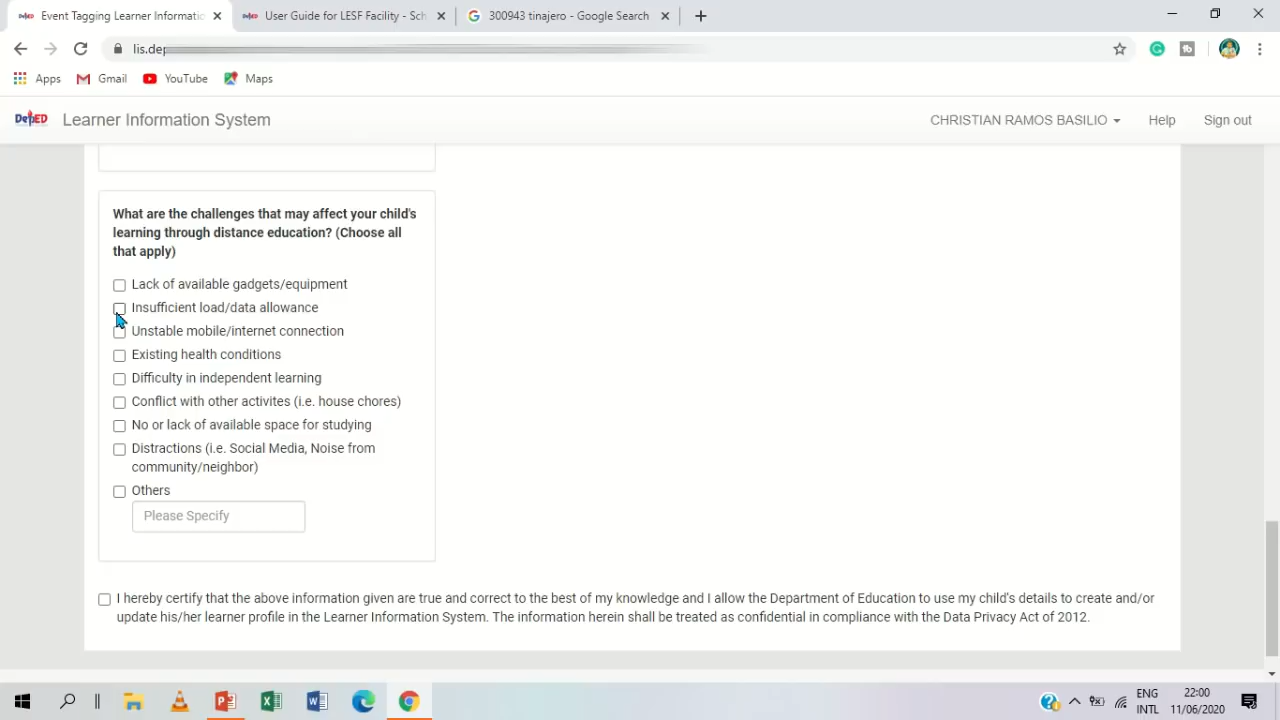 Event Tagging Learner Informatio
User Guide for LESF Facility - Sch
300943 tinajero - Google Search
lis.dep
Apps
Gmail
YouTube
Maps
DepED
Learner Information System
CHRISTIAN RAMOS BASILIO
Help
Sign out
What are the challenges that may affect your child's
learning through distance education? (Choose all
that apply)
Lack of available gadgets/equipment
Insufficient load/data allowance
Unstable mobile/internet connection
Existing health conditions
Difficulty in independent learning
Conflict with other activites (i.e. house chores)
No or lack of available space for studying
Distractions (i.e. Social Media, Noise from
community/neighbor)
Others
Please Specify
I hereby certify that the above information given are true and correct to the best of my knowledge and I allow the Department of Education to use my child's details to create and/or
update his/her learner profile in the Learner Information System. The information herein shall be treated as confidential in compliance with the Data Privacy Act of 2012.
ENG
INTL
22:00
11/06/2020